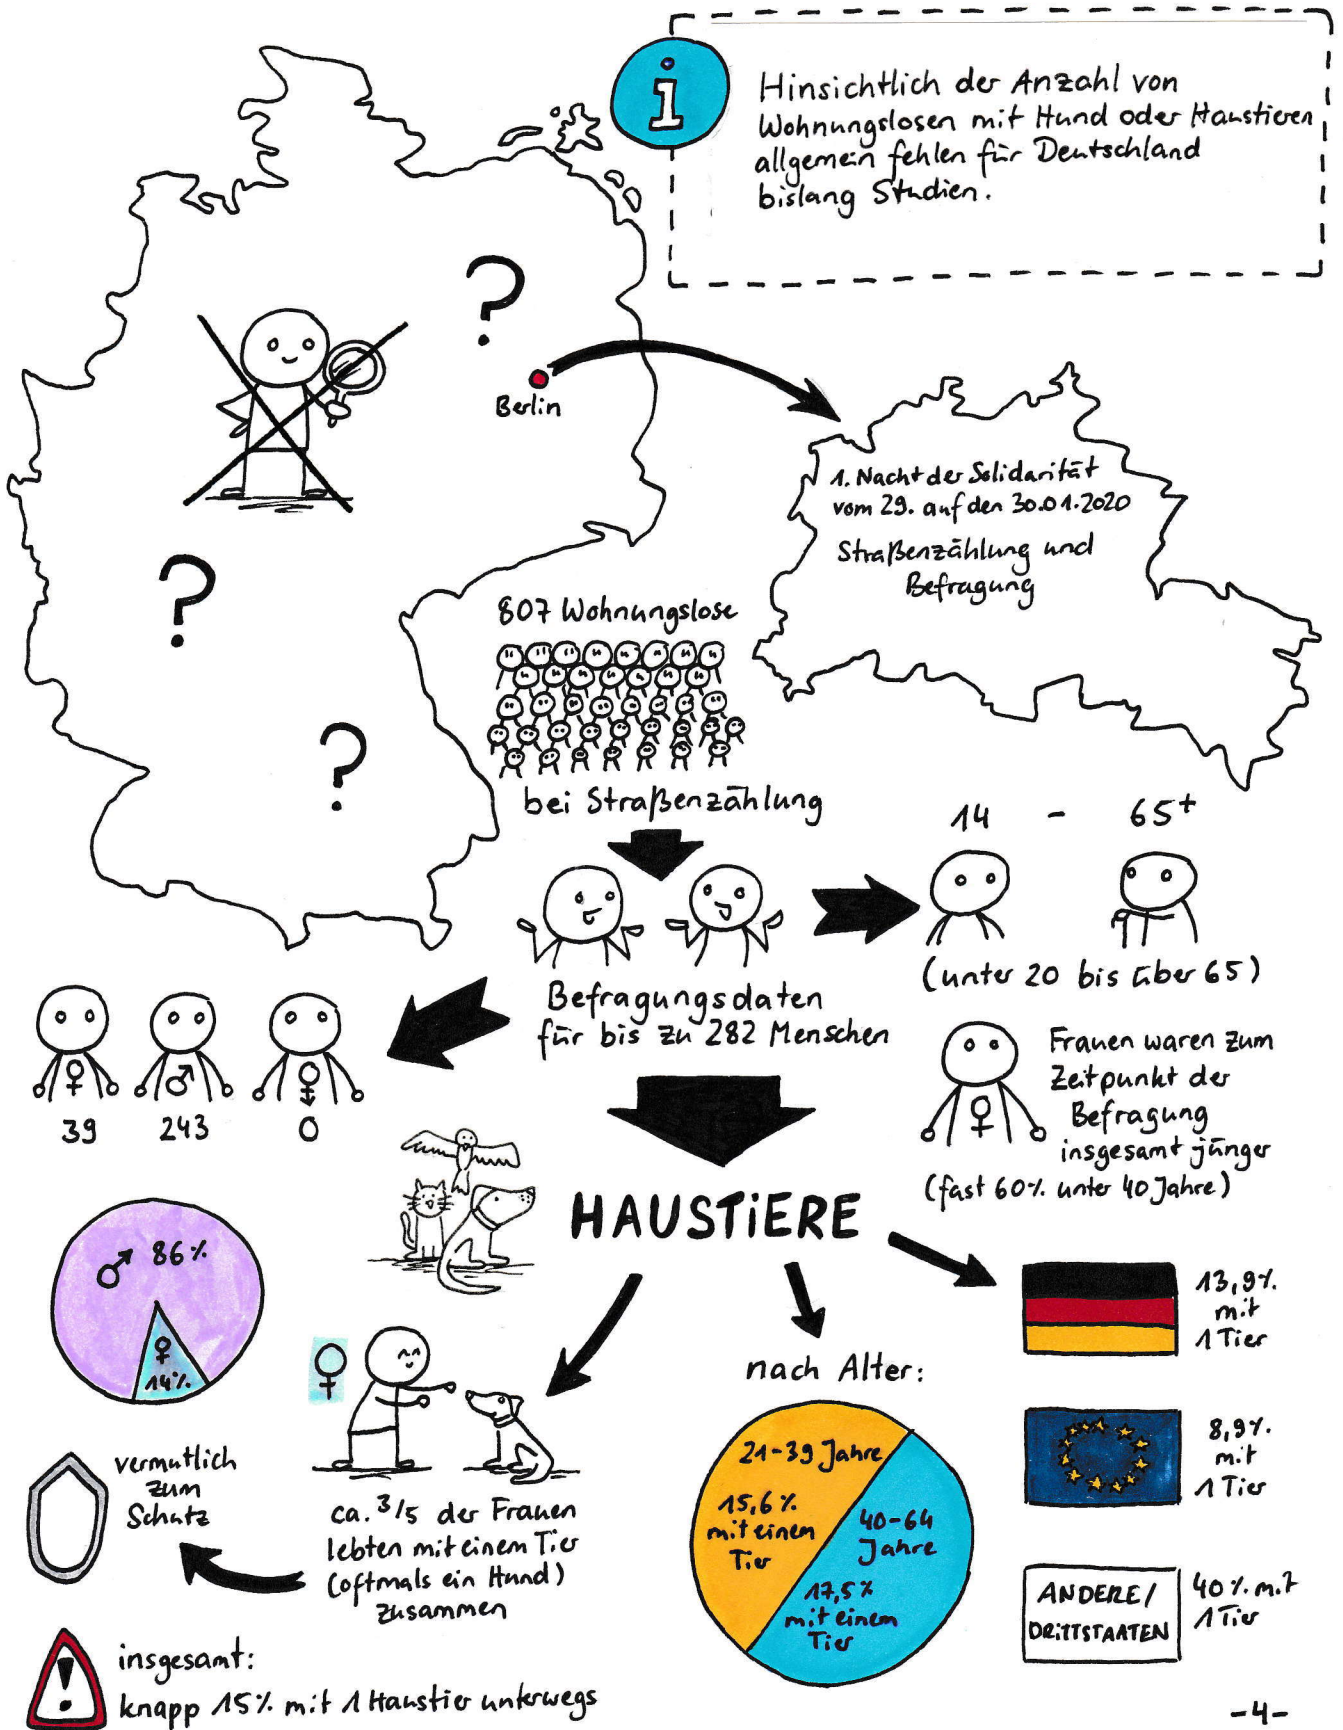 i
Hinsichtlich der Anzahl von
Wohnungslosen mit Hund oder Haustieren
allgemein fehlen für Deutschland
bislang Studien.
?
Berlin
1. Nacht der Solidarität
vom 29. auf den 30.01.2020
Straßenzählung und
Befragung
?
807 Wohnungslose
?
bei Straßenzählung
14 - 65+
(unter 20 bis über 65)
Befragungsdaten
für bis zu 282 Menschen
♀ ♂ ⚥
39 243 0
Frauen waren zum
Zeitpunkt der
Befragung
insgesamt jünger
(fast 60% unter 40 Jahre)
♀
HAUSTiERE
♂ 86%
♀
14%
13,9%
mit
1 Tier
8,9%
mit
1 Tier
ANDERE/
DRiTTSTAATEN
40% mit
1 Tier
nach Alter:
21-39 Jahre
15,6%
mit einem
Tier
40-64
Jahre
17,5%
mit einem
Tier
♀
ca. 3/5 der Frauen
lebten mit einem Tier
(oftmals ein Hund)
zusammen
vermutlich
zum
Schutz
!
insgesamt:
knapp 15% mit 1 Haustier unterwegs
-4-